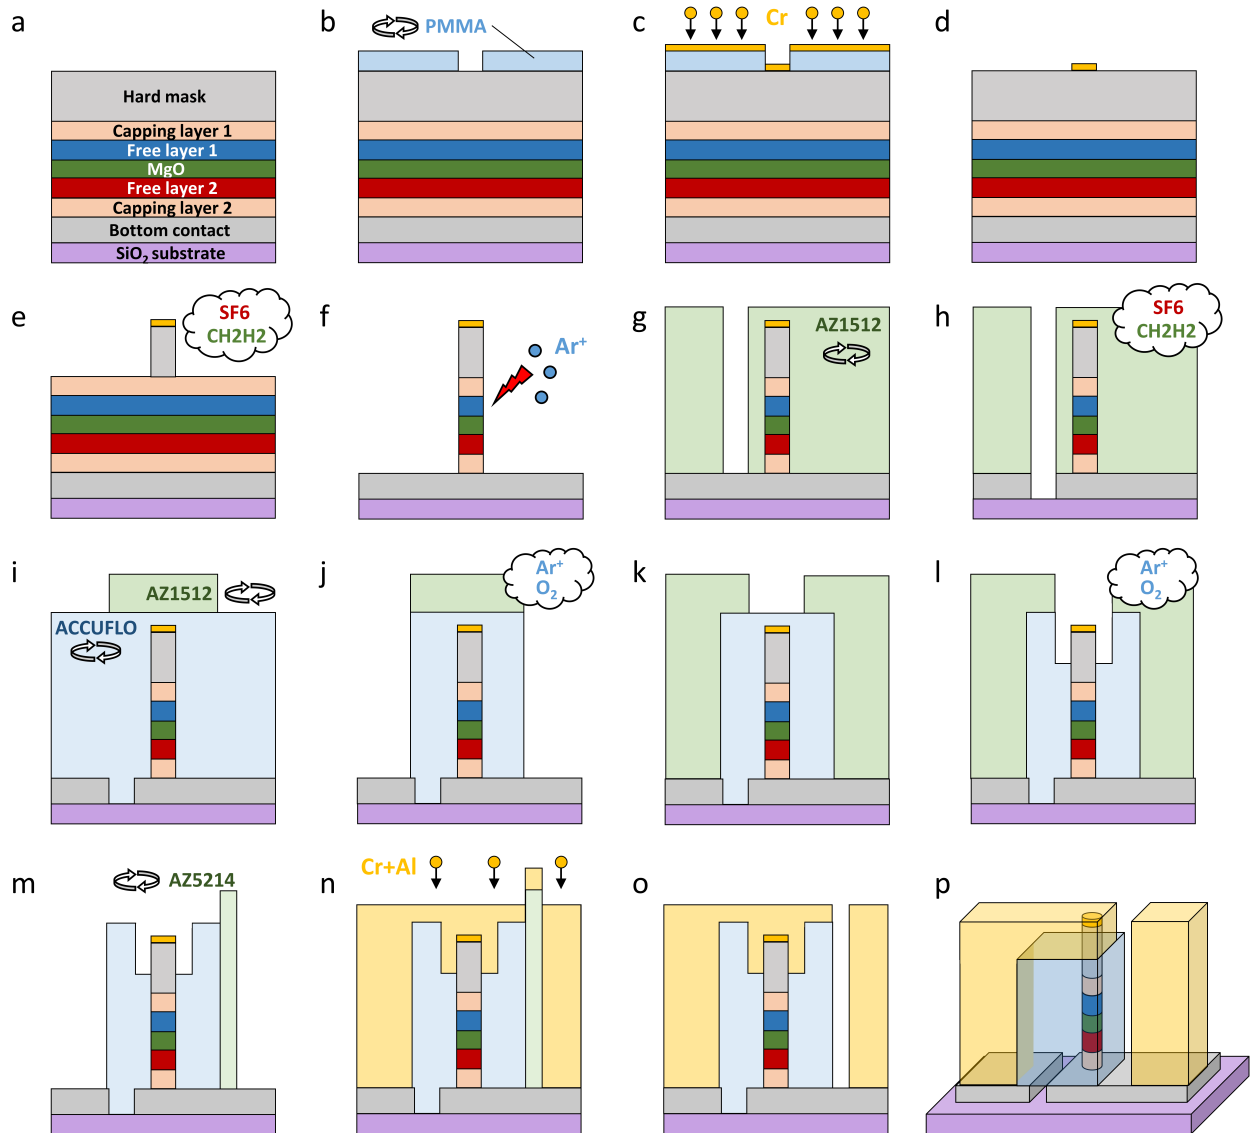 a
Hard mask
Capping layer 1
Free layer 1
MgO
Free layer 2
Capping layer 2
Bottom contact
SiO₂ substrate
b
PMMA
c
Cr
d
e
SF6
CH2H2
f
Ar⁺
g
AZ1512
h
SF6
CH2H2
i
AZ1512
ACCUFLO
j
Ar⁺
O₂
k
l
Ar⁺
O₂
m
AZ5214
n
Cr+Al
o
p